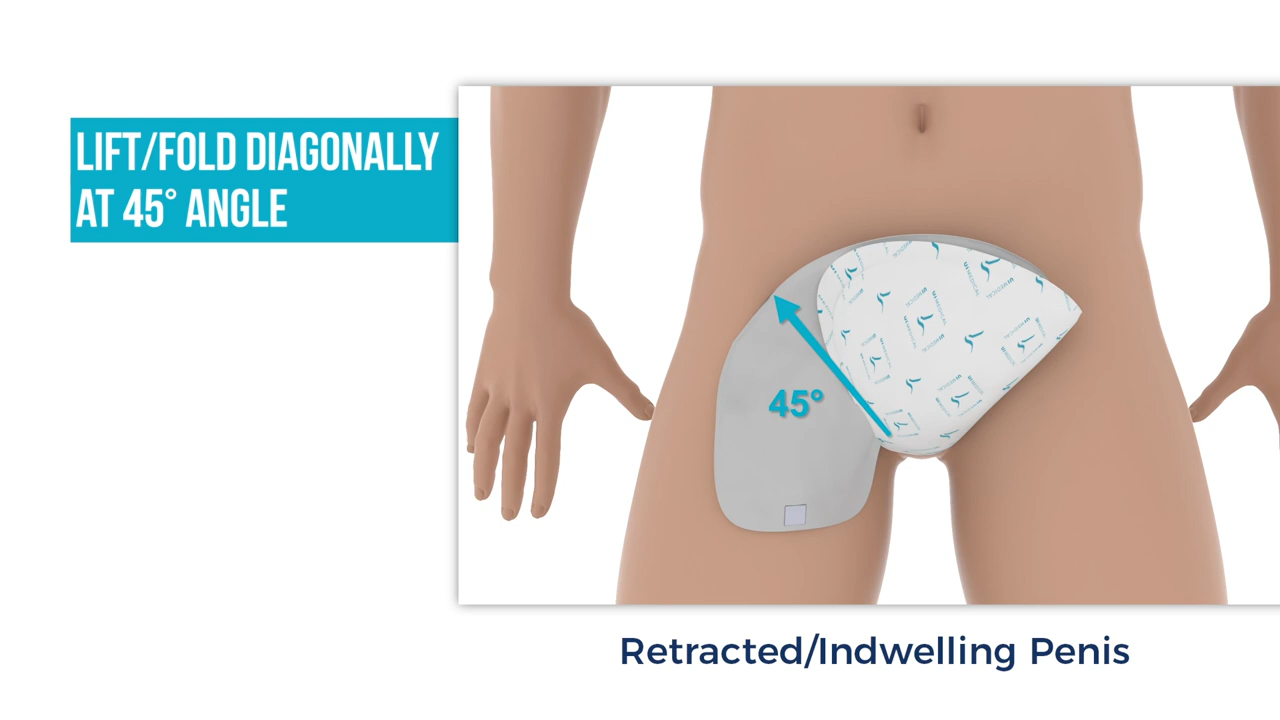 LIFT/FOLD DIAGONALLY
AT 45° ANGLE
45°
Retracted/Indwelling Penis